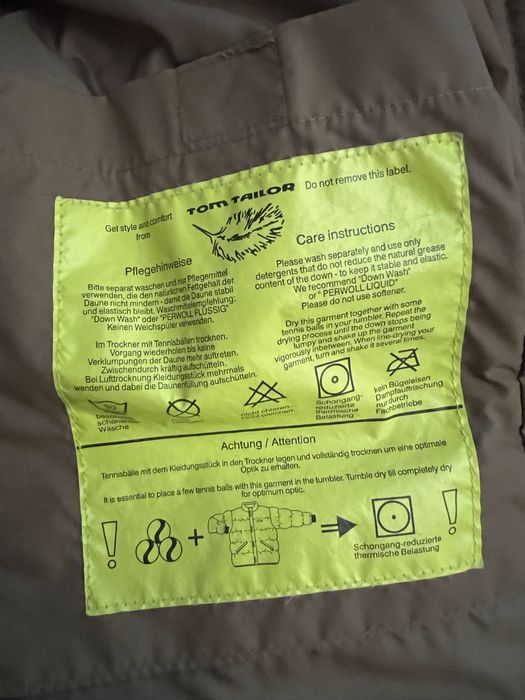 TOM TAILOR
Do not remove this label.
Get style and comfort
from
Pflegehinweise
Bitte separat waschen und nur Pflegemittel
verwenden, die den natürlichen Fettgehalt der
Daune nicht mindern - damit die Daune stabil
und elastisch bleibt. Waschmittelempfehlung:
"Down Wash" oder "PERWOLL FLÜSSIG"
Keinen Weichspüler verwenden.
Im Trockner mit Tennisbällen trocknen.
Vorgang wiederholen bis keine
Verklumpungen der Daune mehr auftreten.
Zwischendurch kräftig aufschütteln.
Bei Lufttrocknung Kleidungsstück mehrmals
wenden und dabei die Daunenfüllung aufschütteln.
Care instructions
Please wash separately and use only
detergents that do not reduce the natural grease
content of the down - to keep it stable and elastic.
We recommend "Down Wash"
or " PERWOLL LIQUID"
Please do not use softener.
Dry this garment together with some
tennis balls in your tumbler. Repeat the
drying process until the down stops being
lumpy and shake up the garment
vigorously inbetween. When line-drying your
garment, turn and shake it several times.
schonende
Wäsche
nicht chloren
nicht bleichen
Schongang-
reduzierte
thermische
Belastung
kein Bügeleisen
Dampfauffrischung
nur durch
Fachbetriebe
Achtung / Attention
Tennisbälle mit dem Kleidungsstück in den Trockner legen und vollständig trocknen um eine optimale
Optik zu erhalten.
It is essential to place a few tennis balls with this garment in the tumbler. Tumble dry till completely dry
for optimum optic.
! + ⇒ !
Schongang-reduzierte
thermische Belastung